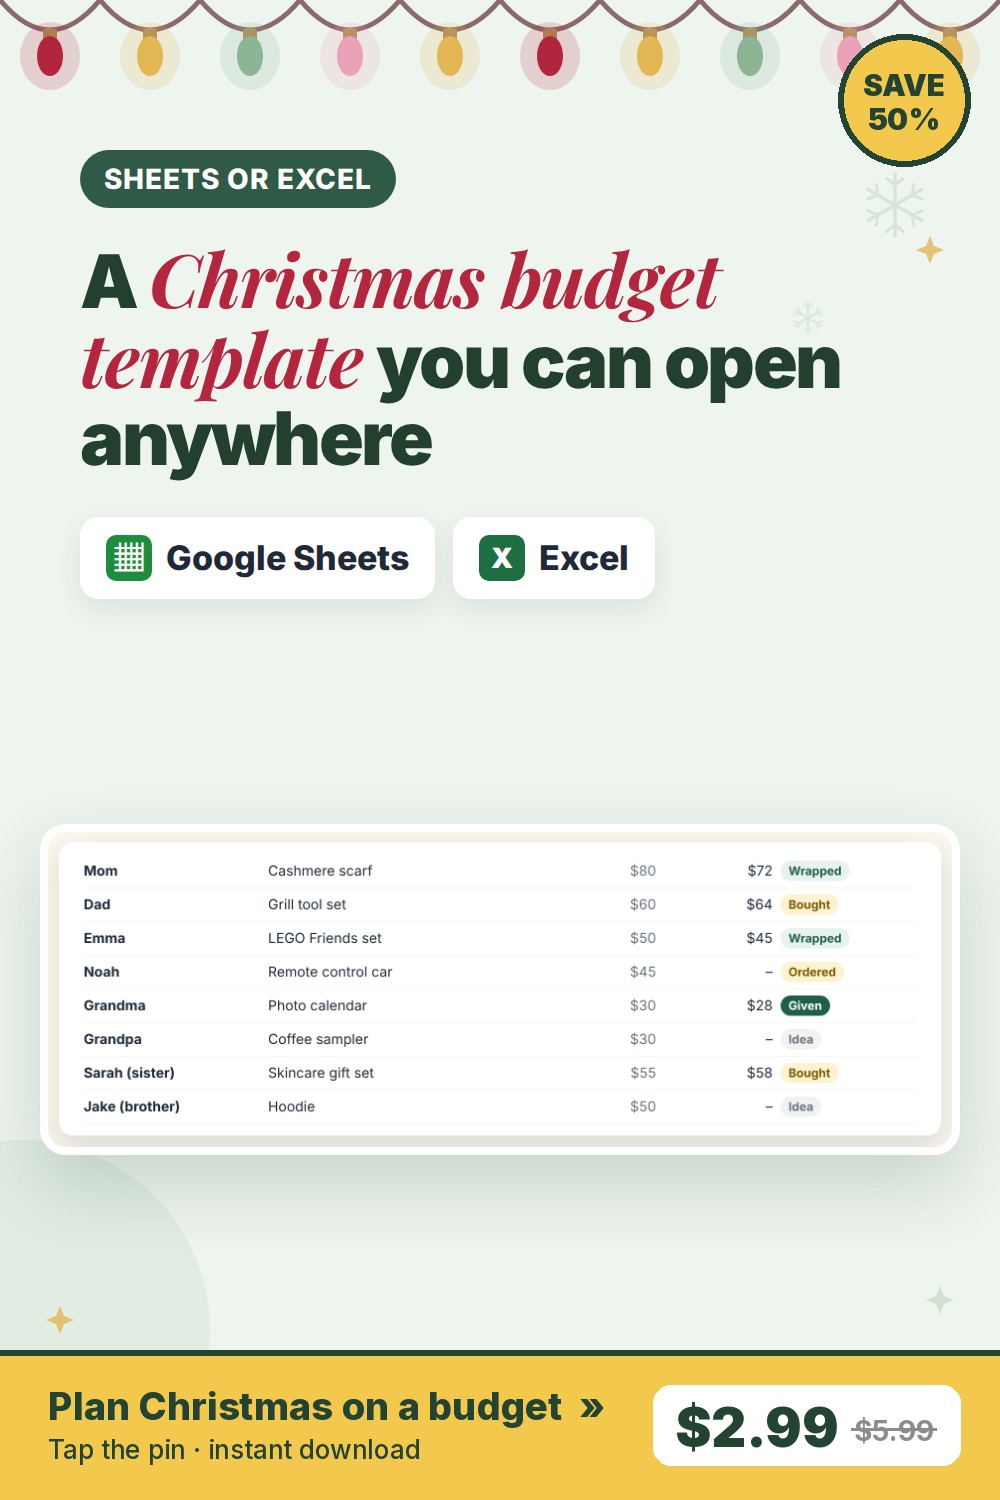 SAVE
50%
SHEETS OR EXCEL
A Christmas budget
template you can open
anywhere
Google Sheets
X Excel
Mom Cashmere scarf $80 $72 Wrapped
Dad Grill tool set $60 $64 Bought
Emma LEGO Friends set $50 $45 Wrapped
Noah Remote control car $45 – Ordered
Grandma Photo calendar $30 $28 Given
Grandpa Coffee sampler $30 – Idea
Sarah (sister) Skincare gift set $55 $58 Bought
Jake (brother) Hoodie $50 – Idea
Plan Christmas on a budget »
Tap the pin · instant download
$2.99 $5.99